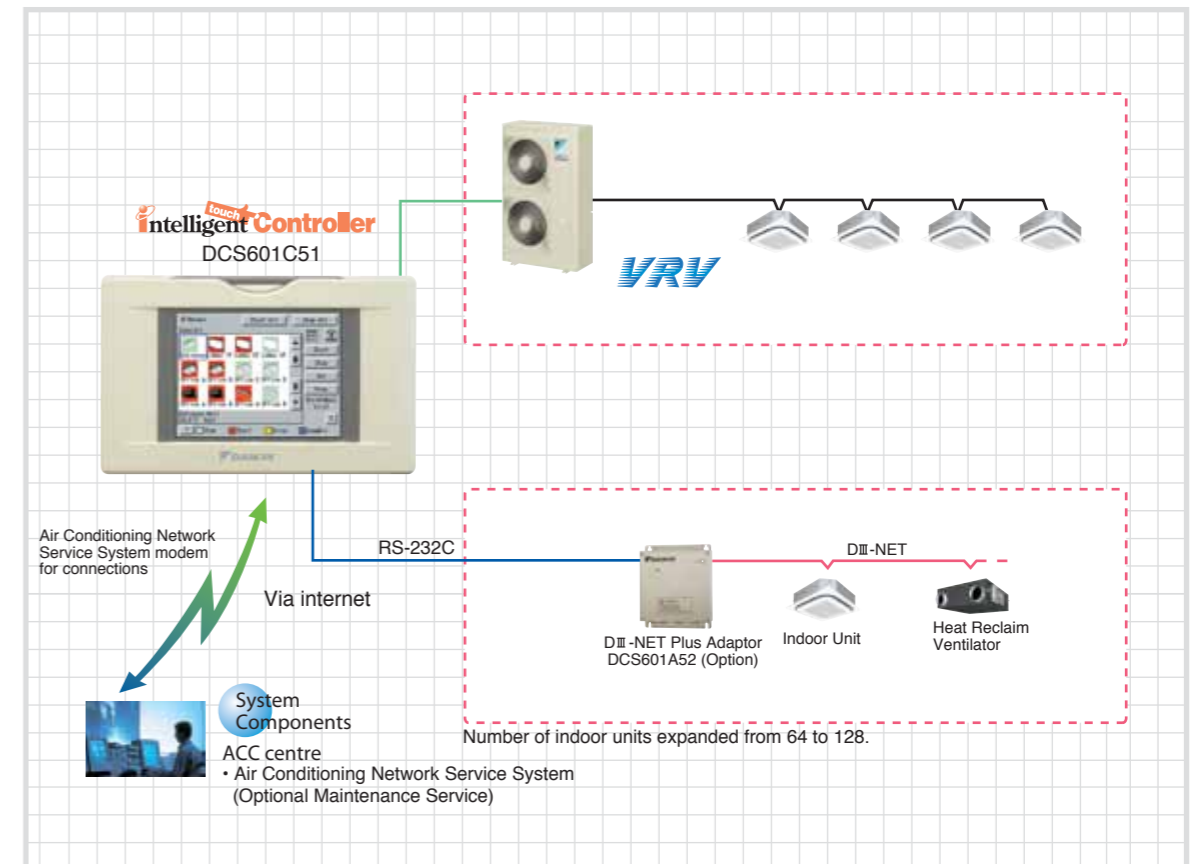 intelligent touch Controller
DCS601C51
VRV
DAIKIN
Air Conditioning Network
Service System modem
for connections
Via internet
RS-232C
DⅢ-NET
DⅢ-NET Plus Adaptor
DCS601A52 (Option)
Indoor Unit
Heat Reclaim
Ventilator
Number of indoor units expanded from 64 to 128.
System
Components
ACC centre
• Air Conditioning Network Service System
(Optional Maintenance Service)